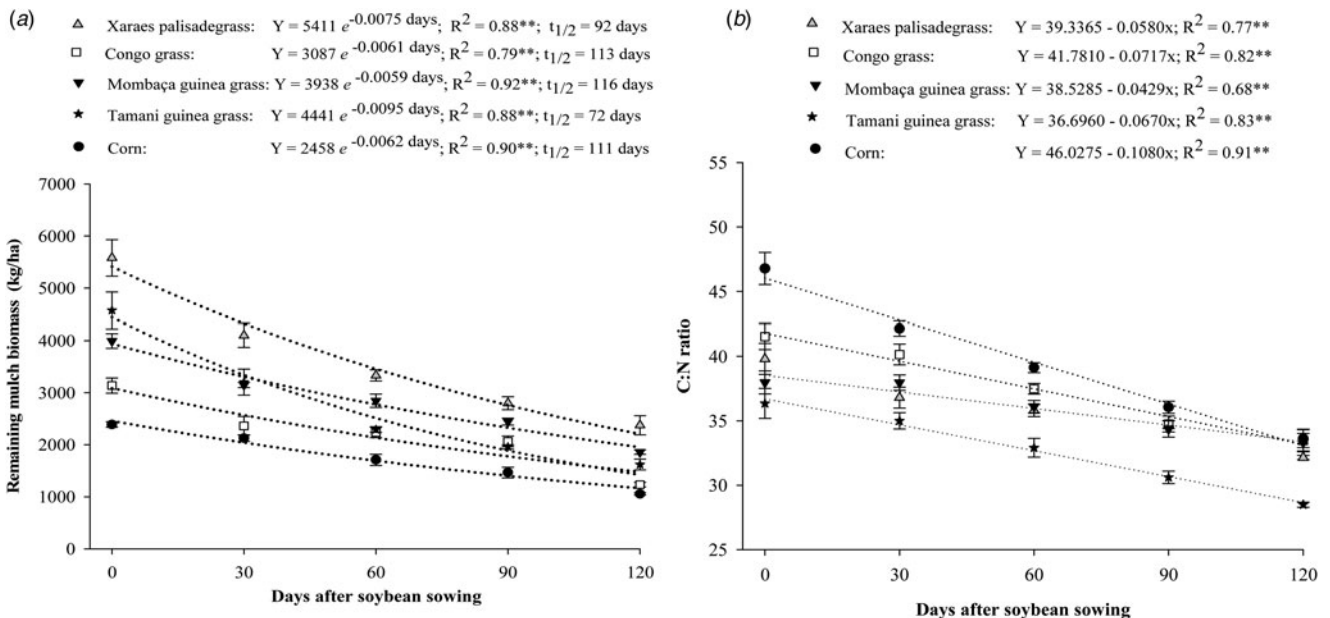 (a)
Xaraes palisadegrass: Y = 5411 e^-0.0075 days, R² = 0.88**; t1/2 = 92 days
Congo grass: Y = 3087 e^-0.0061 days; R² = 0.79**; t1/2 = 113 days
Mombaça guinea grass: Y = 3938 e^-0.0059 days; R² = 0.92**; t1/2 = 116 days
Tamani guinea grass: Y = 4441 e^-0.0095 days; R² = 0.88**; t1/2 = 72 days
Corn: Y = 2458 e^-0.0062 days; R² = 0.90**; t1/2 = 111 days
Remaining mulch biomass (kg/ha)
7000
6000
5000
4000
3000
2000
1000
0
0 30 60 90 120
Days after soybean sowing
(b)
Xaraes palisadegrass: Y = 39.3365 - 0.0580x; R² = 0.77**
Congo grass: Y = 41.7810 - 0.0717x; R² = 0.82**
Mombaça guinea grass: Y = 38.5285 - 0.0429x; R² = 0.68**
Tamani guinea grass: Y = 36.6960 - 0.0670x; R² = 0.83**
Corn: Y = 46.0275 - 0.1080x; R² = 0.91**
C:N ratio
55
50
45
40
35
30
25
0 30 60 90 120
Days after soybean sowing